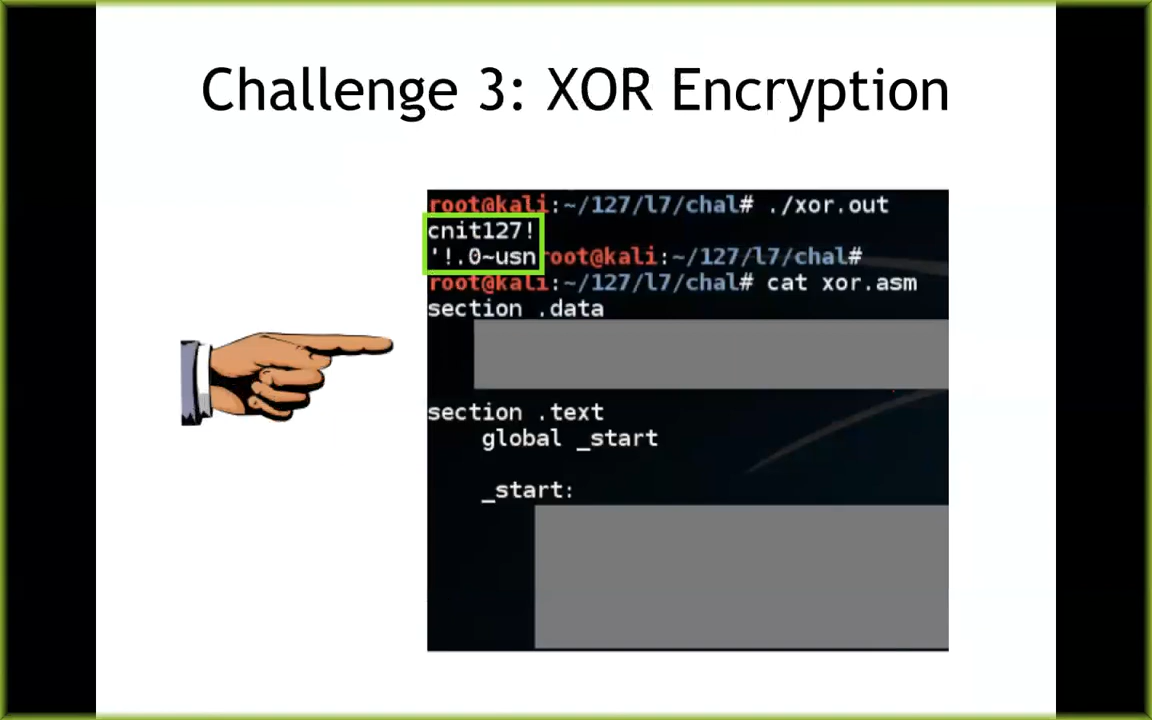 Challenge 3: XOR Encryption
root@kali:~/127/l7/chal# ./xor.out
cnit127!
'!.0~usnroot@kali:~/127/l7/chal#
root@kali:~/127/l7/chal# cat xor.asm
section .data
section .text
global _start
_start: